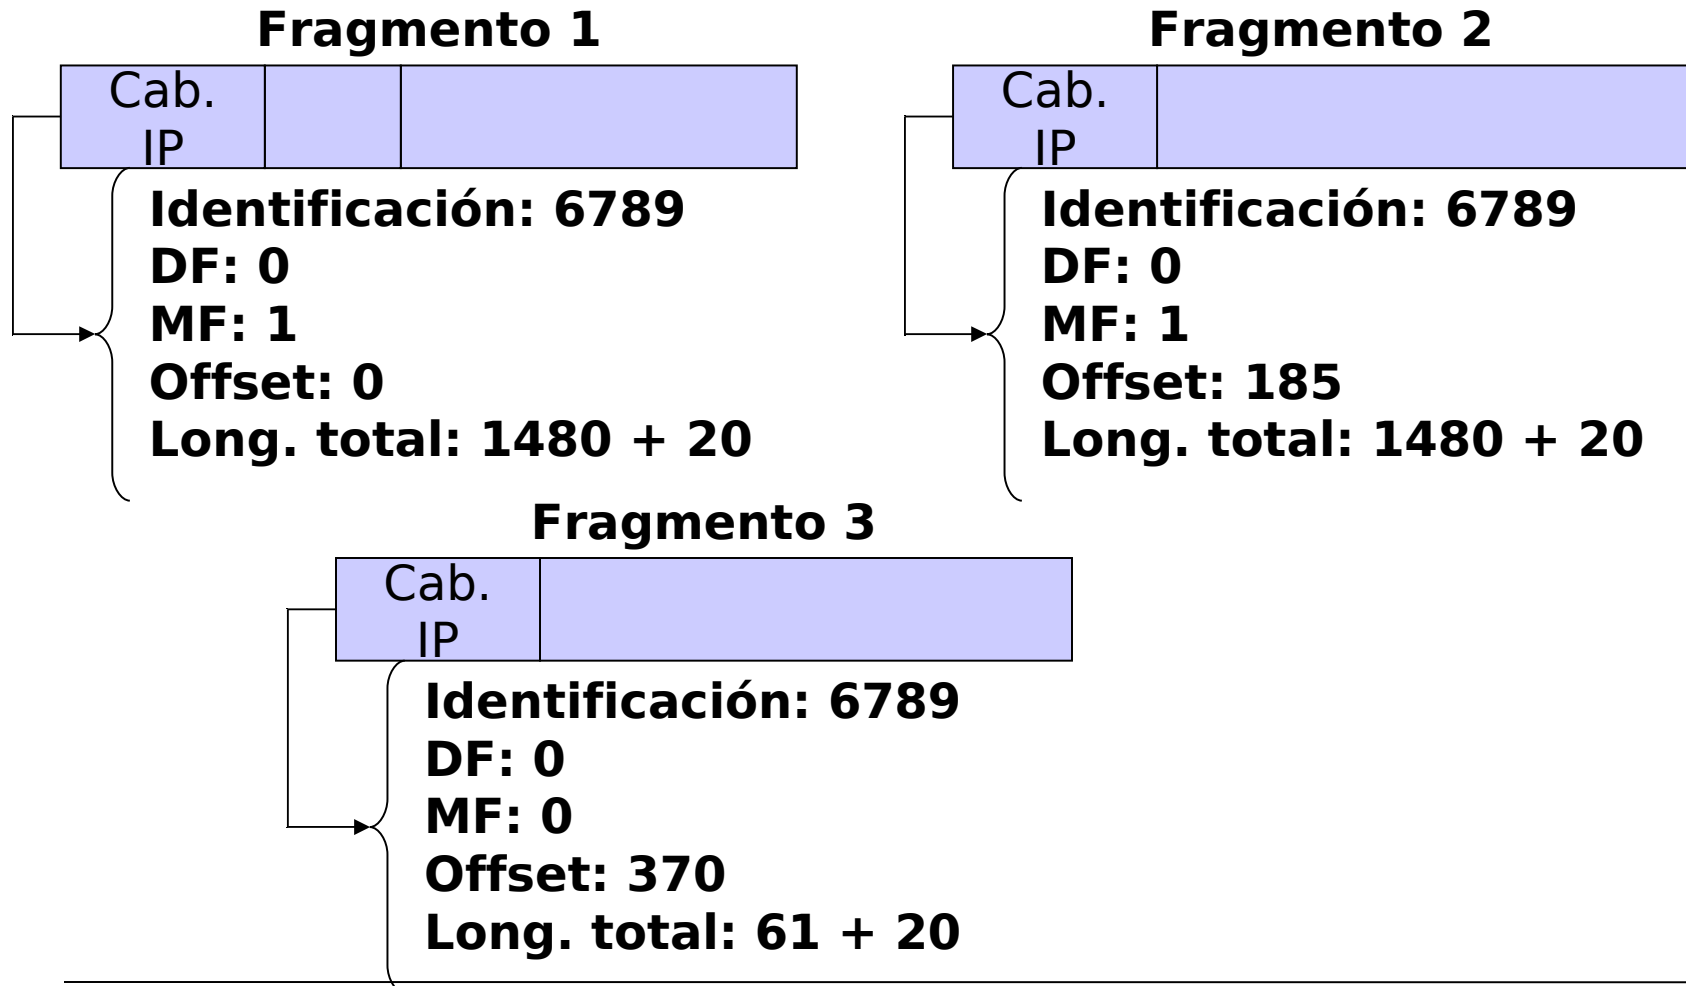 Fragmento 1
Cab.
IP
Identificación: 6789
DF: 0
MF: 1
Offset: 0
Long. total: 1480 + 20
Fragmento 2
Cab.
IP
Identificación: 6789
DF: 0
MF: 1
Offset: 185
Long. total: 1480 + 20
Fragmento 3
Cab.
IP
Identificación: 6789
DF: 0
MF: 0
Offset: 370
Long. total: 61 + 20